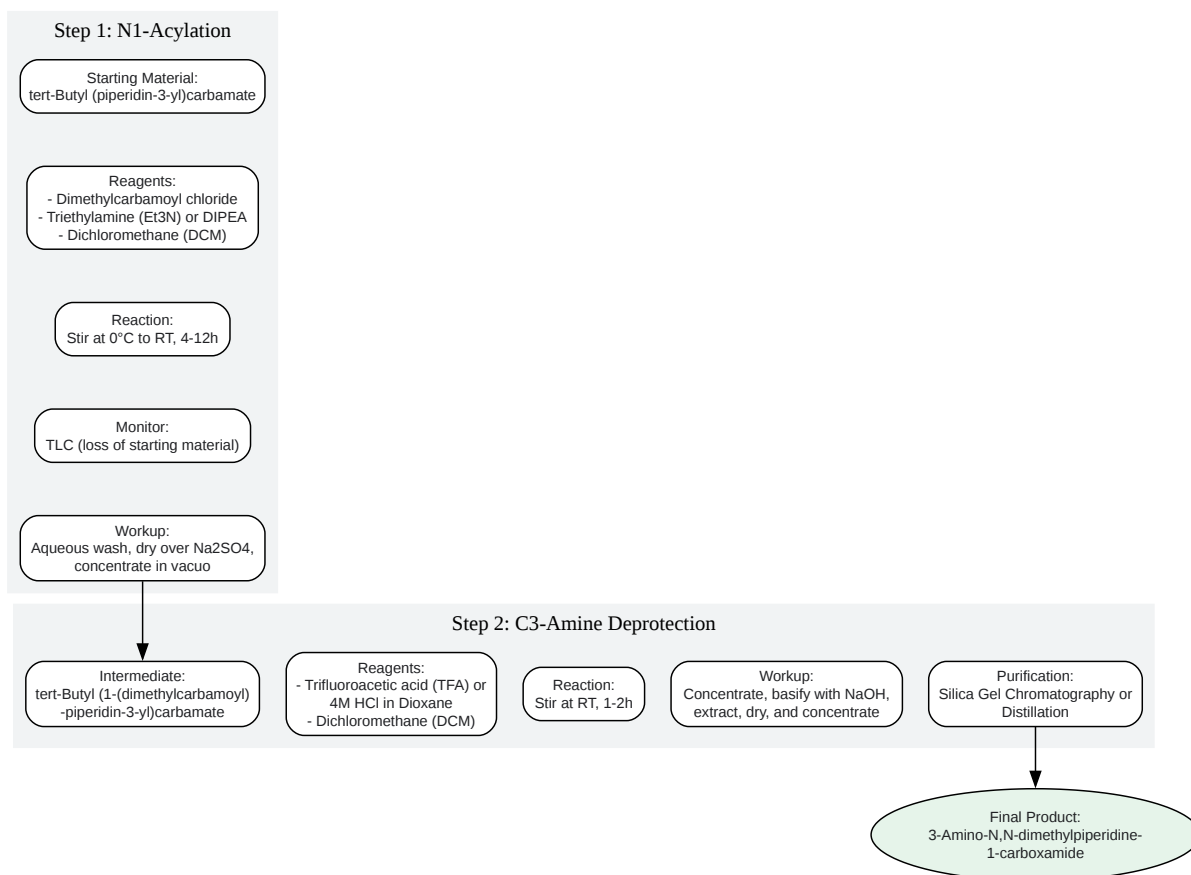 Step 1: N1-Acylation
Starting Material:
tert-Butyl (piperidin-3-yl)carbamate
Reagents:
- Dimethylcarbamoyl chloride
- Triethylamine (Et3N) or DIPEA
- Dichloromethane (DCM)
Reaction:
Stir at 0°C to RT, 4-12h
Monitor:
TLC (loss of starting material)
Workup:
Aqueous wash, dry over Na2SO4,
concentrate in vacuo
Step 2: C3-Amine Deprotection
Intermediate:
tert-Butyl (1-(dimethylcarbamoyl)
-piperidin-3-yl)carbamate
Reagents:
- Trifluoroacetic acid (TFA) or
4M HCl in Dioxane
- Dichloromethane (DCM)
Reaction:
Stir at RT, 1-2h
Workup:
Concentrate, basify with NaOH,
extract, dry, and concentrate
Purification:
Silica Gel Chromatography or
Distillation
Final Product:
3-Amino-N,N-dimethylpiperidine-
1-carboxamide